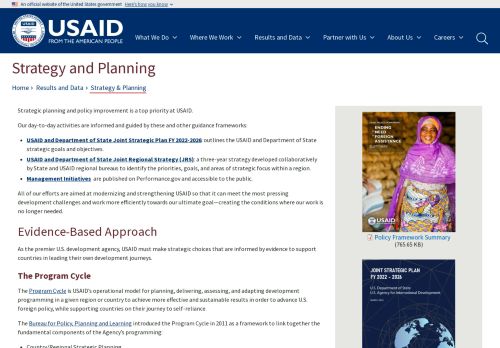 An official website of the United States government Here's how you know
USAID
FROM THE AMERICAN PEOPLE
What We Do
Where We Work
Results and Data
Partner with Us
About Us
Careers
Strategy and Planning
Home › Results and Data › Strategy & Planning
Strategic planning and policy improvement is a top priority at USAID.
Our day-to-day activities are informed and guided by these and other guidance frameworks:
USAID and Department of State Joint Strategic Plan FY 2022-2026: outlines the USAID and Department of State
strategic goals and objectives.
USAID and Department of State Joint Regional Strategy (JRS): a three-year strategy developed collaboratively
by State and USAID regional bureaus to identify the priorities, goals, and areas of strategic focus within a region.
Management Initiatives are published on Performance.gov and accessible to the public.
All of our efforts are aimed at modernizing and strengthening USAID so that it can meet the most pressing
development challenges and work more efficiently towards our ultimate goal—creating the conditions where our work
is no longer needed.
Evidence-Based Approach
As the premier U.S. development agency, USAID must make strategic choices that are informed by evidence to support
countries in leading their own development journeys.
The Program Cycle
The Program Cycle is USAID's operational model for planning, delivering, assessing, and adapting development
programming in a given region or country to achieve more effective and sustainable results in order to advance U.S.
foreign policy, while supporting countries on their journey to self-reliance.
The Bureau for Policy, Planning and Learning introduced the Program Cycle in 2011 as a framework to link together the
fundamental components of the Agency's programming:
Country/Regional Strategic Planning
ENDING
NEED
FOREIGN
ASSISTANCE
USAID
Policy Framework Summary
(765.65 KB)
JOINT STRATEGIC PLAN
FY 2022 – 2026
U.S. Department of State
U.S. Agency for International Development